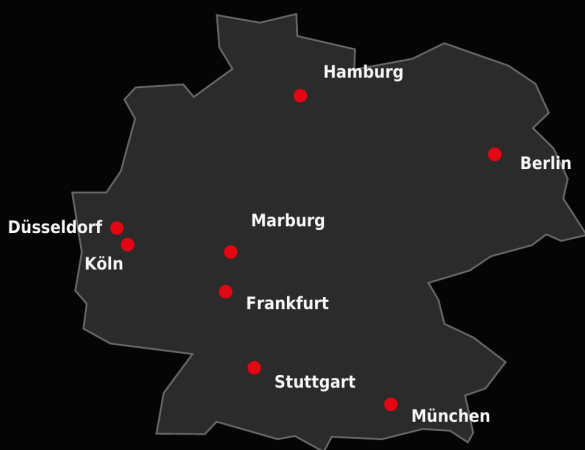 Hamburg
Berlin
Marburg
Düsseldorf
Köln
Frankfurt
Stuttgart
München